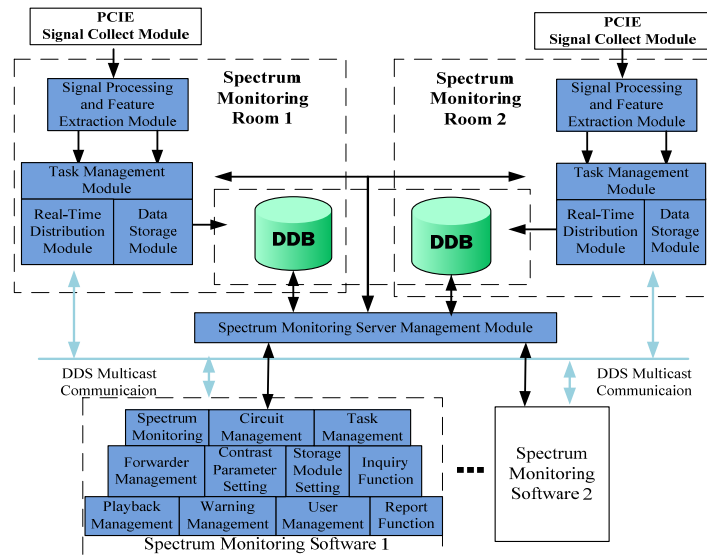 PCIE
Signal Collect Module
PCIE
Signal Collect Module
Spectrum
Monitoring
Room 1
Signal Processing
and Feature
Extraction Module
Spectrum
Monitoring
Room 2
Signal Processing
and Feature
Extraction Module
Task Management
Module
Real-Time
Distribution
Module
Data
Storage
Module
DDB
DDB
Task Management
Module
Real-Time
Distribution
Module
Data
Storage
Module
Spectrum Monitoring Server Management Module
DDS Multicast
Communicaion
DDS Multicast
Communicaion
Spectrum
Monitoring
Circuit
Management
Task
Management
Forwarder
Management
Contrast
Parameter
Setting
Storage
Module
Setting
Inquiry
Function
Playback
Management
Warning
Management
User
Management
Report
Function
Spectrum Monitoring Software 1
Spectrum
Monitoring
Software 2